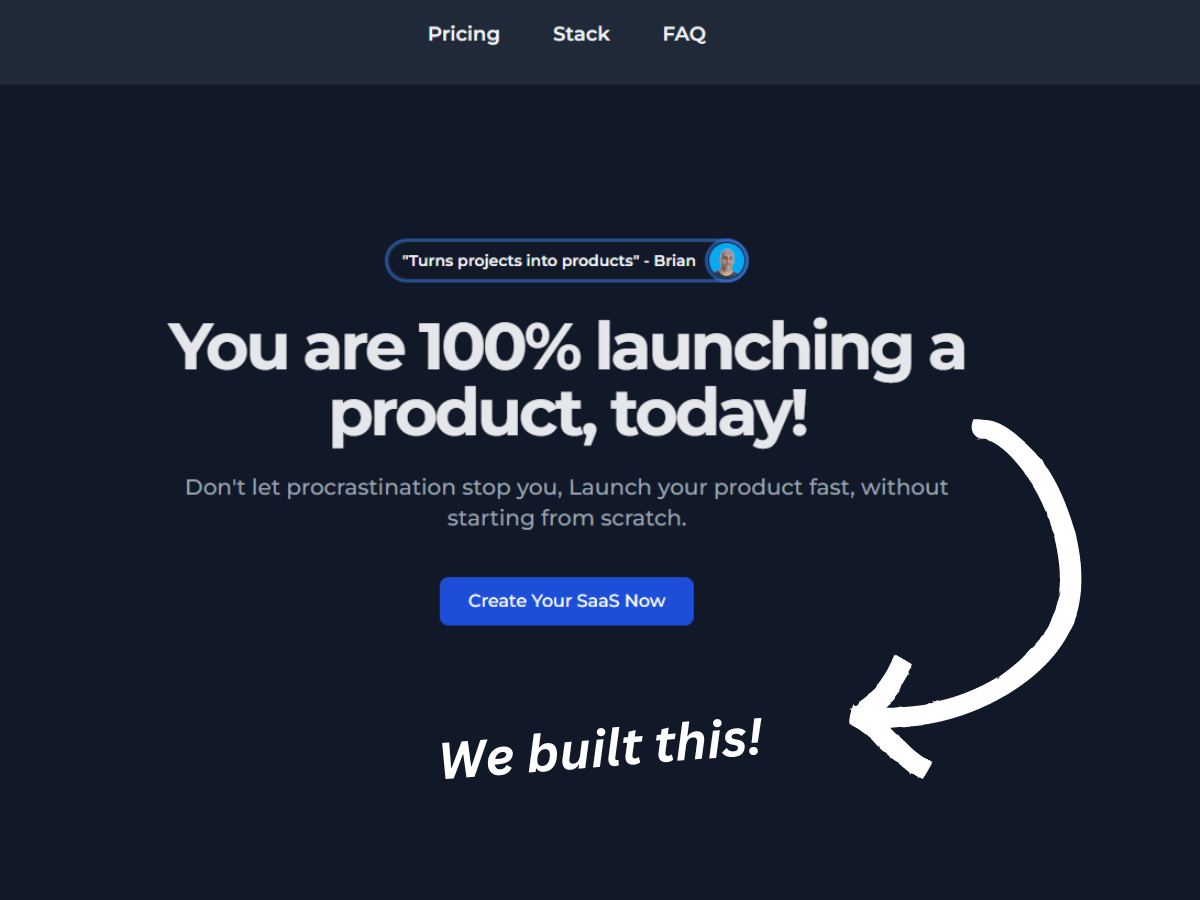 Pricing Stack FAQ
"Turns projects into products" - Brian
You are 100% launching a
product, today!
Don't let procrastination stop you, Launch your product fast, without
starting from scratch.
Create Your SaaS Now
We built this!